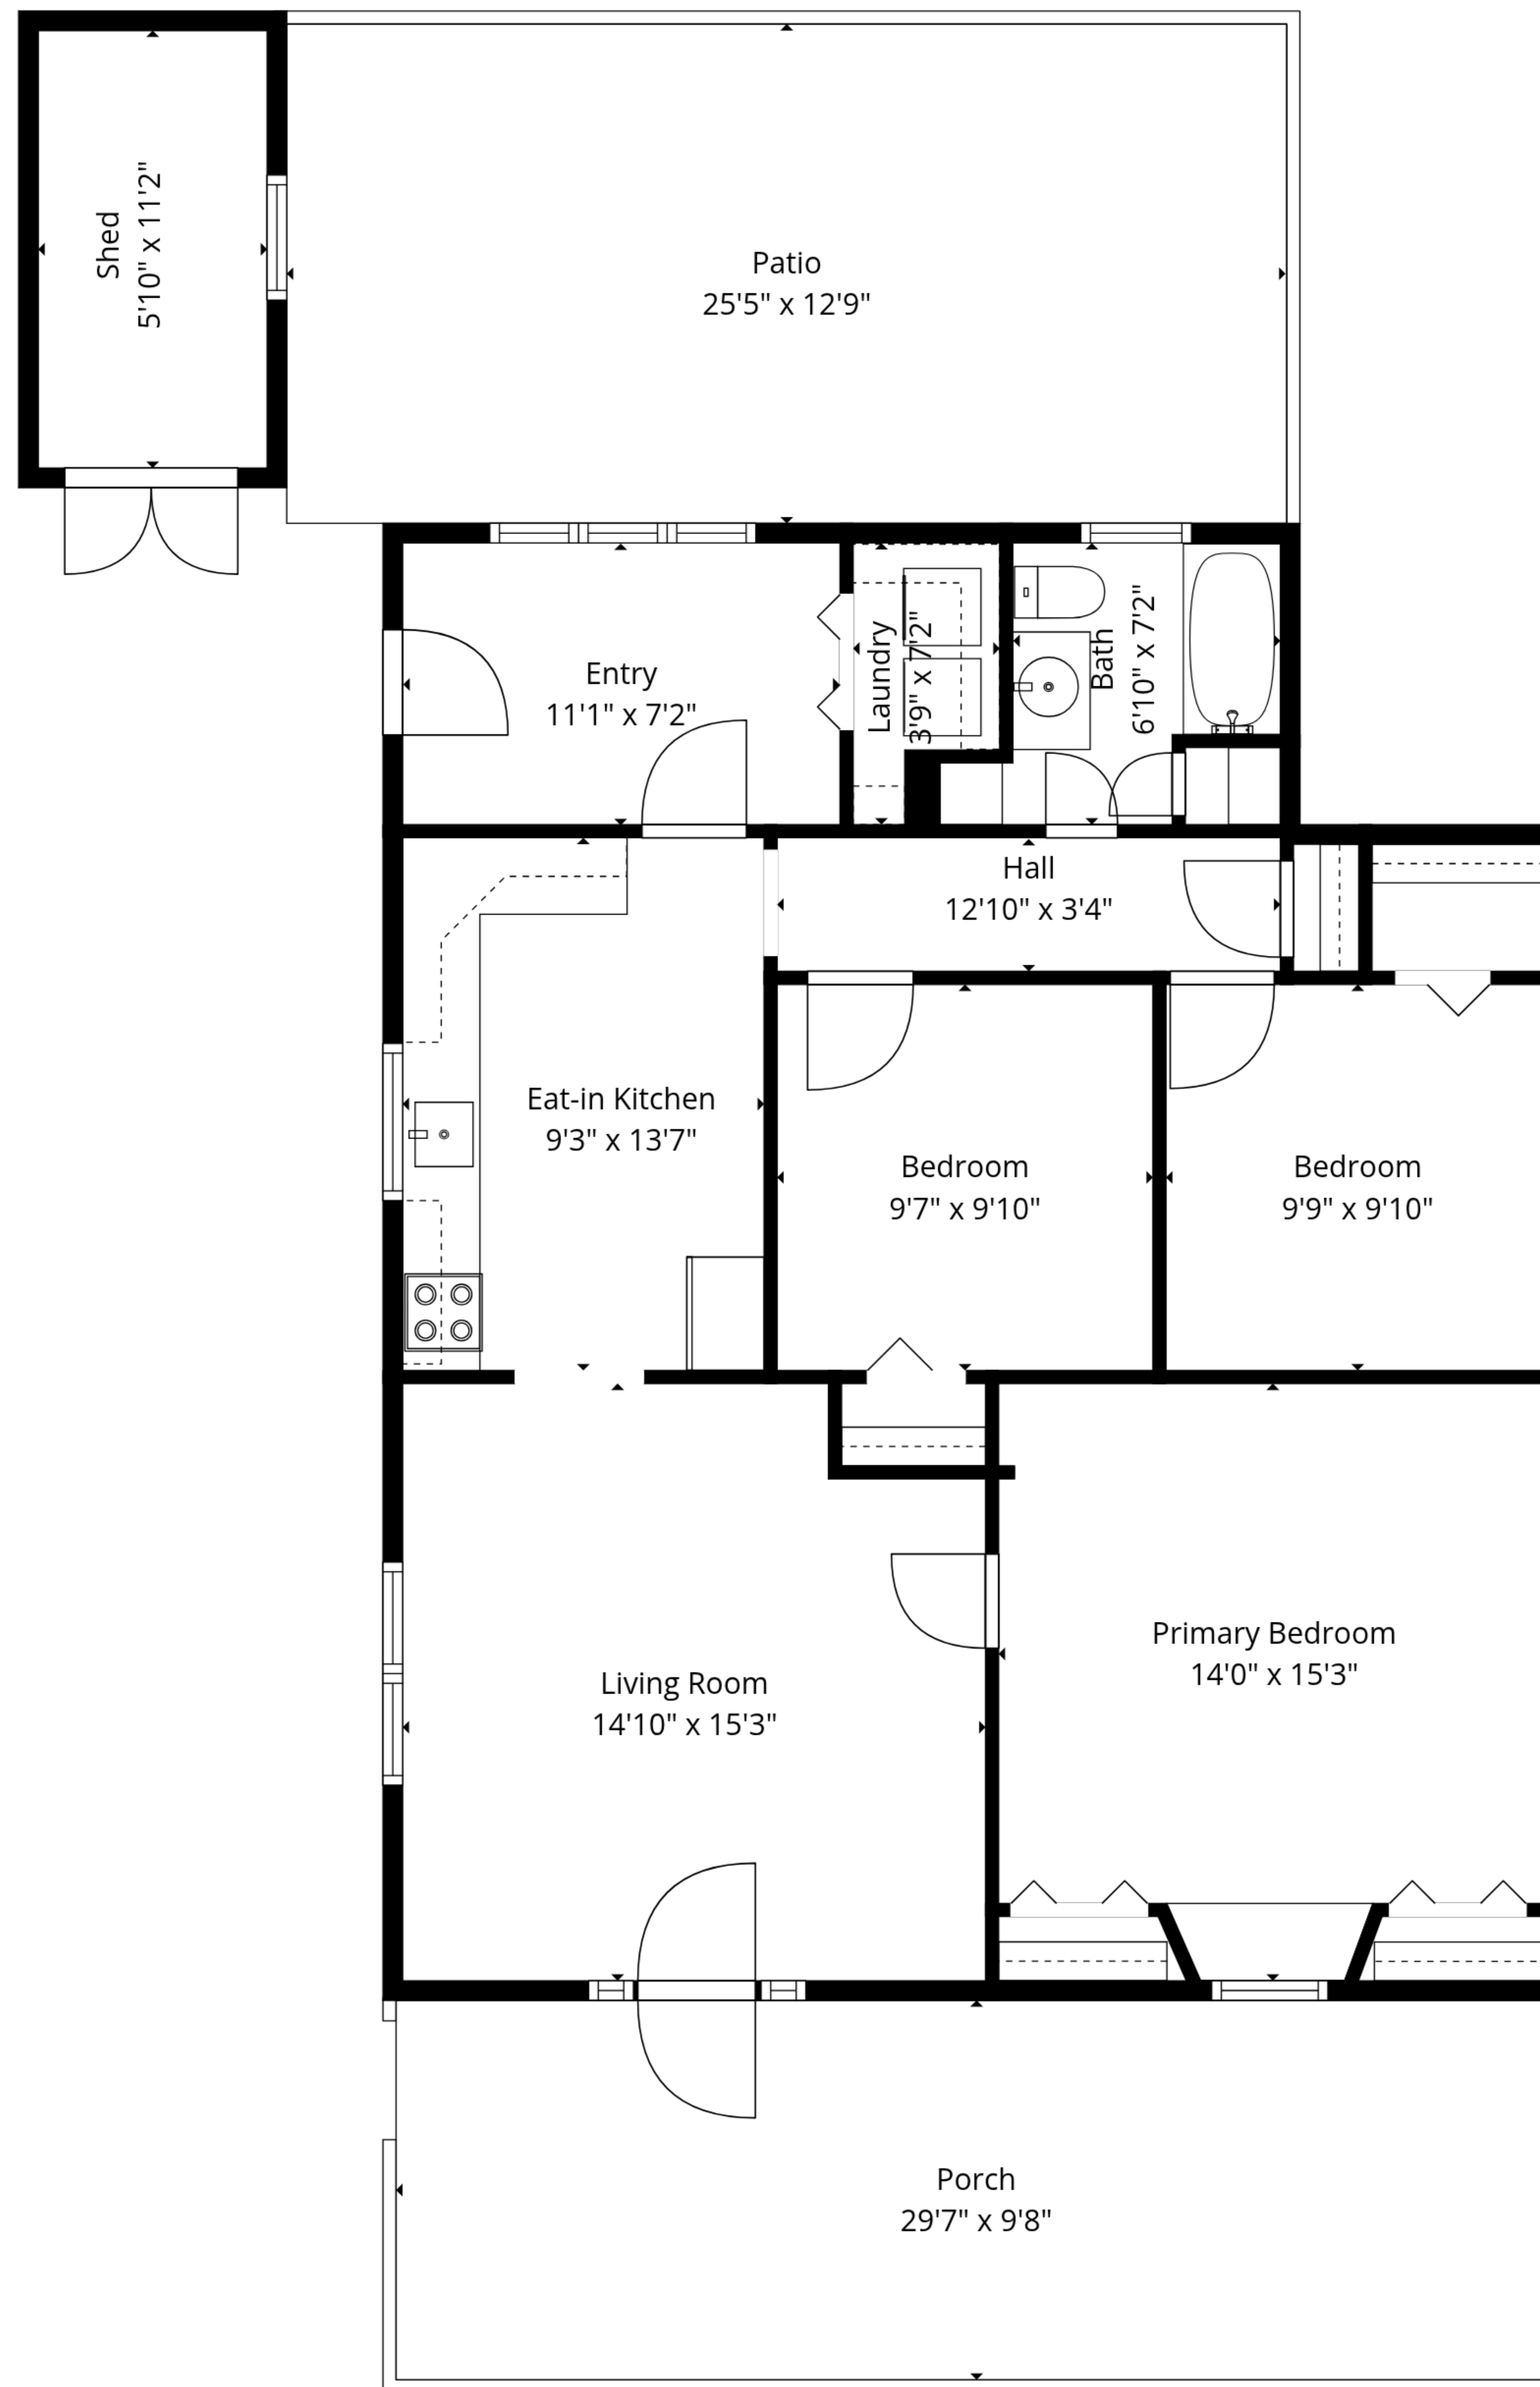 Shed
5'10" x 11'2"
Patio
25'5" x 12'9"
Entry
11'1" x 7'2"
Laundry
3'9" x 7'2"
Bath
6'10" x 7'2"
Hall
12'10" x 3'4"
Eat-in Kitchen
9'3" x 13'7"
Bedroom
9'7" x 9'10"
Bedroom
9'9" x 9'10"
Living Room
14'10" x 15'3"
Primary Bedroom
14'0" x 15'3"
Porch
29'7" x 9'8"